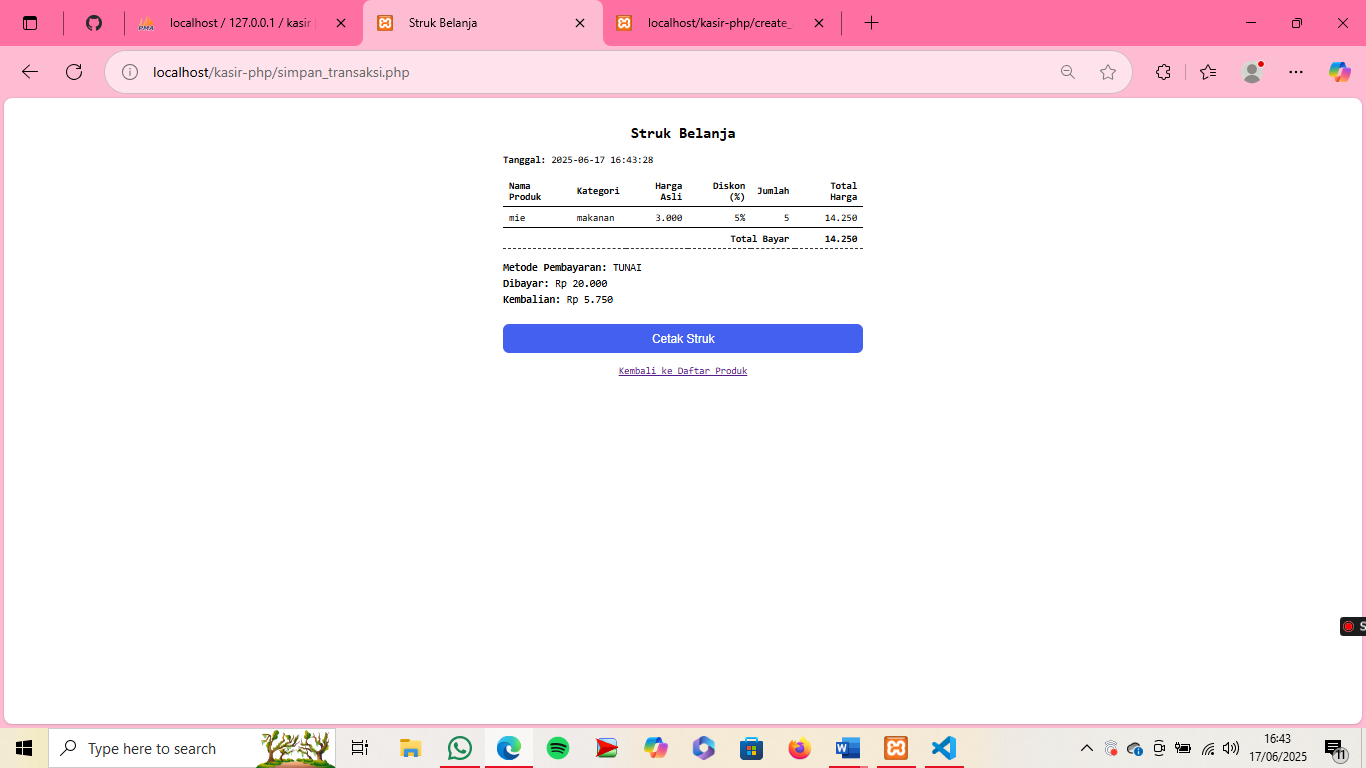 localhost / 127.0.0.1 / kasir
Struk Belanja
localhost/kasir-php/create_
localhost/kasir-php/simpan_transaksi.php
Struk Belanja
Tanggal: 2025-06-17 16:43:28
Nama Produk Kategori Harga Asli Diskon (%) Jumlah Total Harga
mie makanan 3.000 5% 5 14.250
Total Bayar 14.250
Metode Pembayaran: TUNAI
Dibayar: Rp 20.000
Kembalian: Rp 5.750
Cetak Struk
Kembali ke Daftar Produk
S
Type here to search
16:43
17/06/2025
11